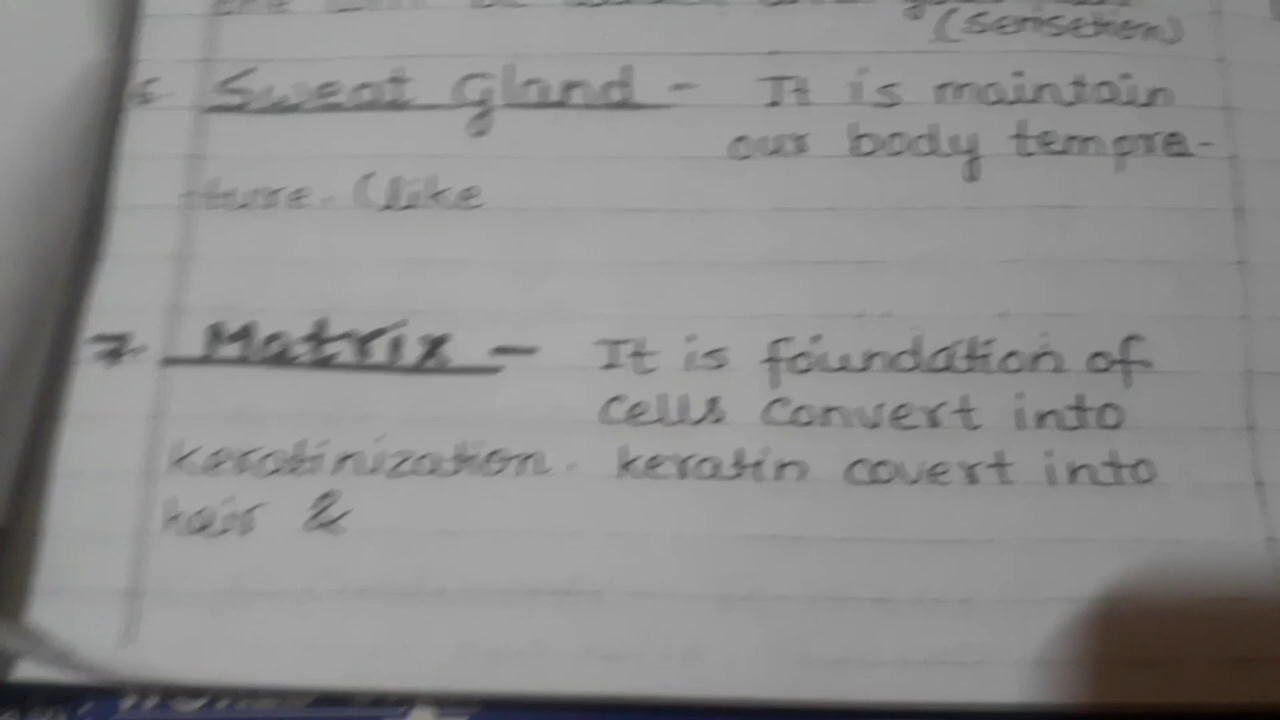 (sensetion)
6 Sweat Gland - It is maintain
our body tempre-
ture. (like
7. Matrix - It is foundation of
cells convert into
keratinization. keratin covert into
hair &